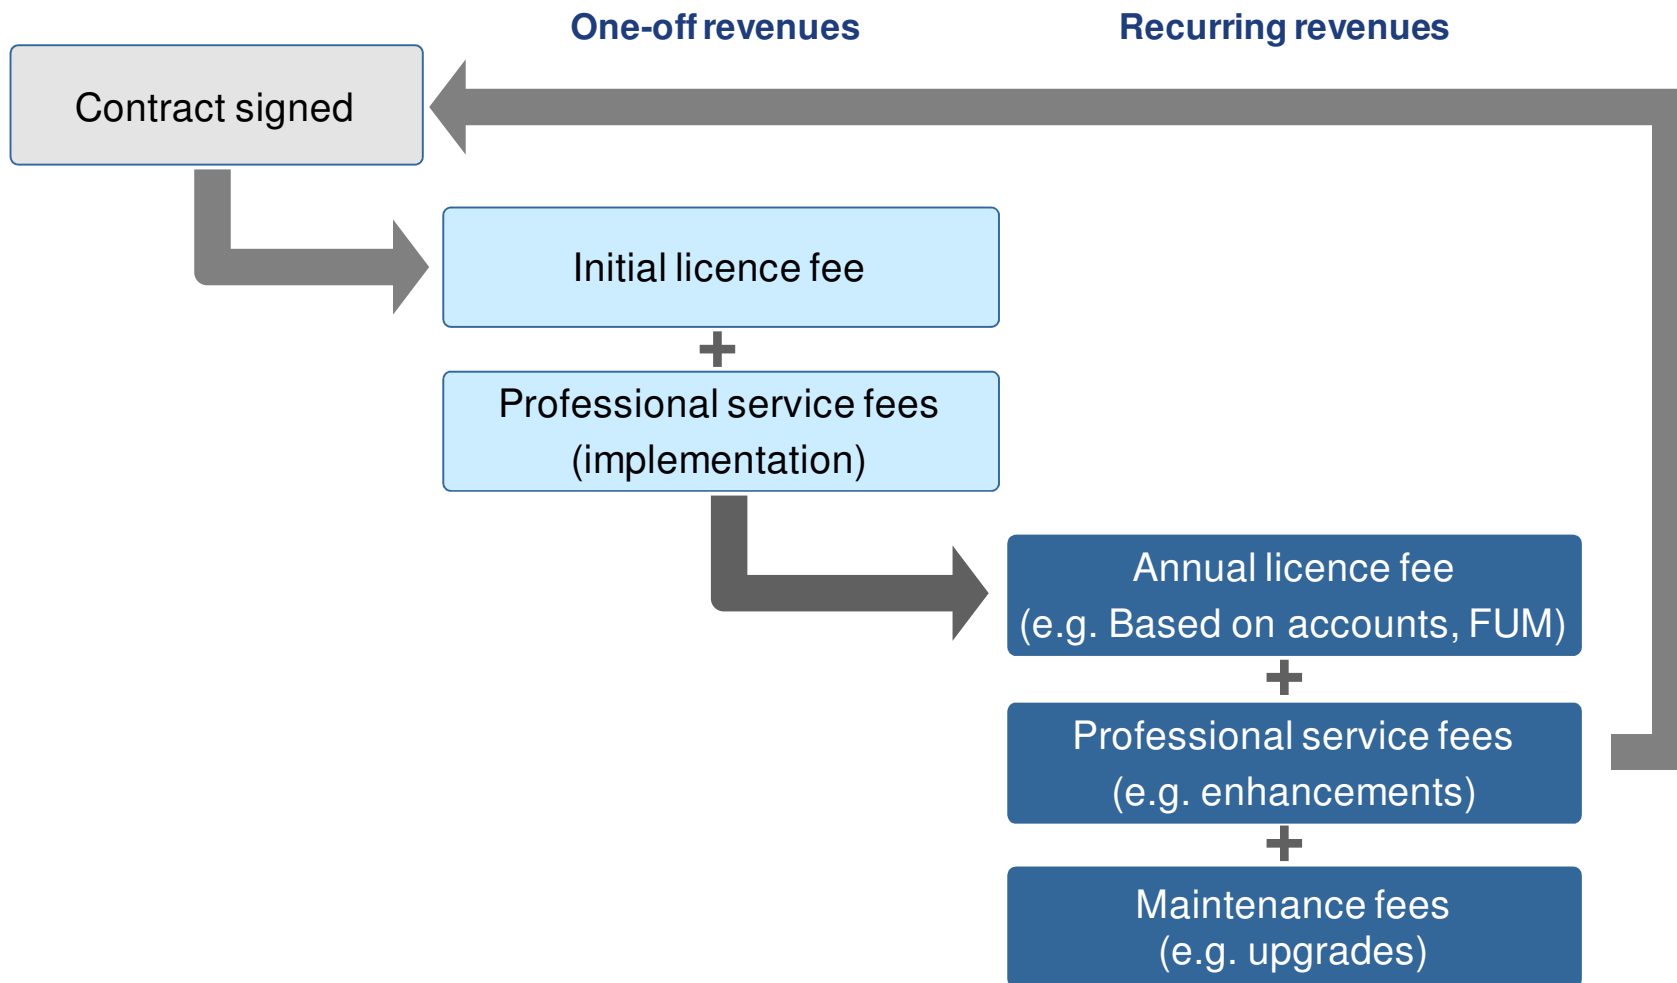 One-off revenues
Recurring revenues
Contract signed
Initial licence fee
+
Professional service fees
(implementation)
Annual licence fee
(e.g. Based on accounts, FUM)
+
Professional service fees
(e.g. enhancements)
+
Maintenance fees
(e.g. upgrades)